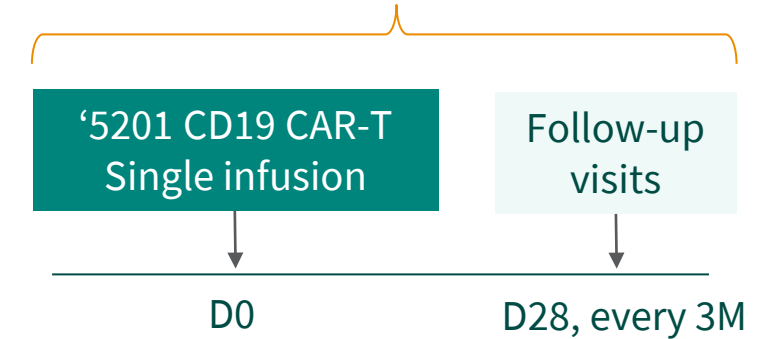 ‘5201 CD19 CAR-T
Single infusion
Follow-up
visits
D0
D28, every 3M